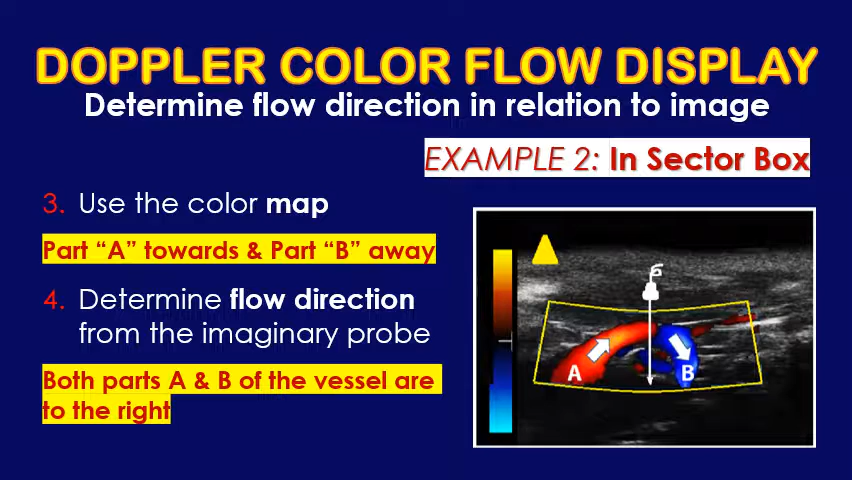 DOPPLER COLOR FLOW DISPLAY
Determine flow direction in relation to image
EXAMPLE 2: In Sector Box
3. Use the color map
Part “A” towards & Part “B” away
4. Determine flow direction
from the imaginary probe
Both parts A & B of the vessel are
to the right
A
B